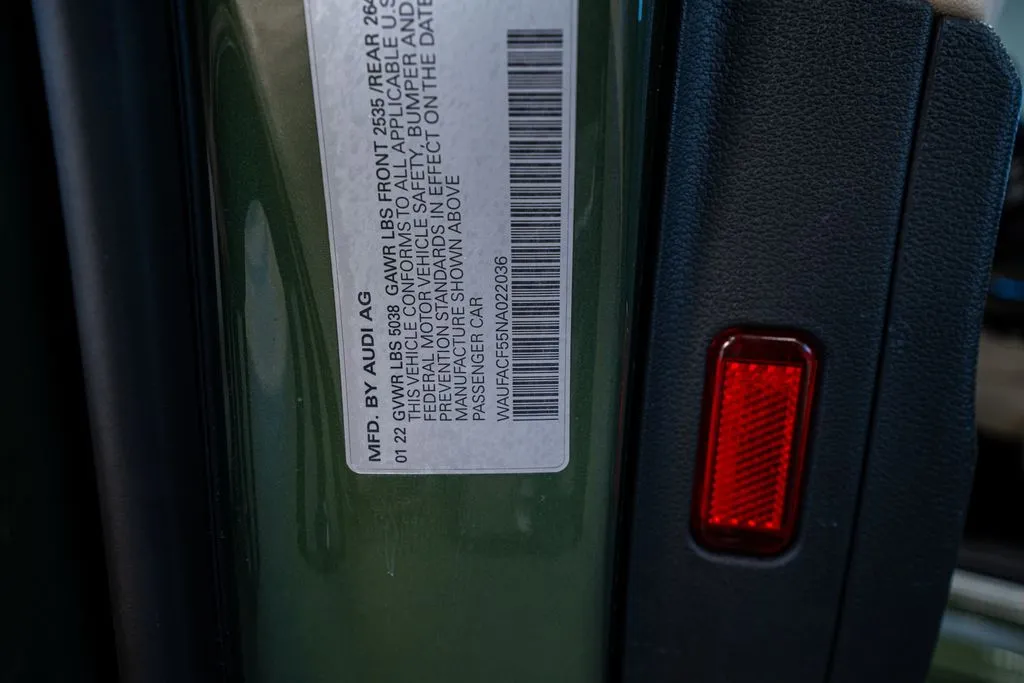 MFD. BY AUDI AG
01 22 GVWR LBS 5038 GAWR LBS FRONT 2535 /REAR 264
THIS VEHICLE CONFORMS TO ALL APPLICABLE U.S
FEDERAL MOTOR VEHICLE SAFETY, BUMPER AND
PREVENTION STANDARDS IN EFFECT ON THE DATE
MANUFACTURE SHOWN ABOVE
PASSENGER CAR
WAUFACF55NA022036